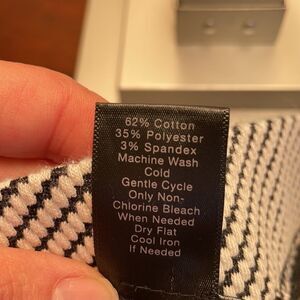 62% Cotton
35% Polyester
3% Spandex
Machine Wash
Cold
Gentle Cycle
Only Non-
Chlorine Bleach
When Needed
Dry Flat
Cool Iron
If Needed